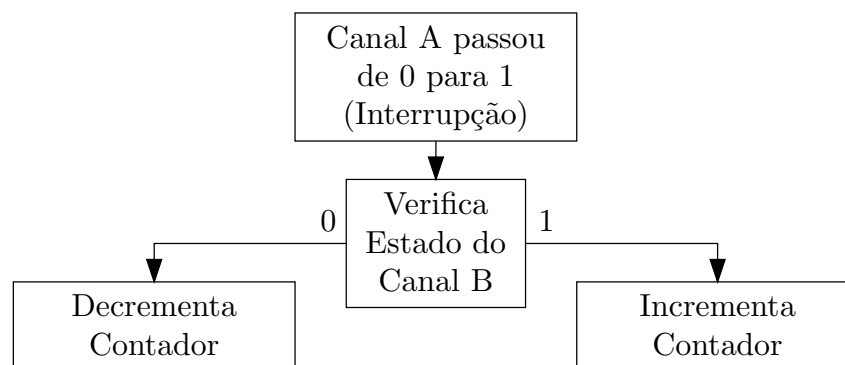 Canal A passou
de 0 para 1
(Interrupção)
Verifica
Estado do
Canal B
0
1
Decrementa
Contador
Incrementa
Contador